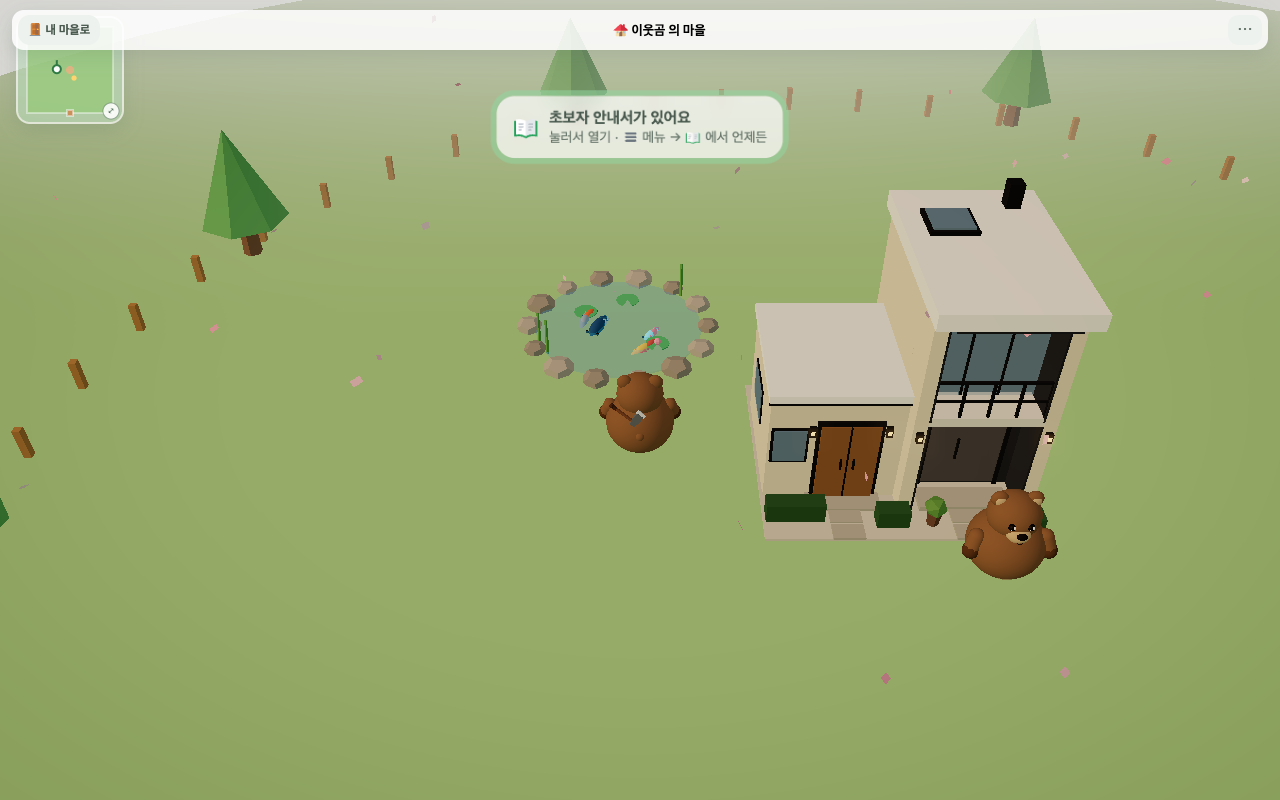 내 마을로
이웃곰 의 마을
초보자 안내서가 있어요
눌러서 열기 · ☰ 메뉴 → 📖 에서 언제든